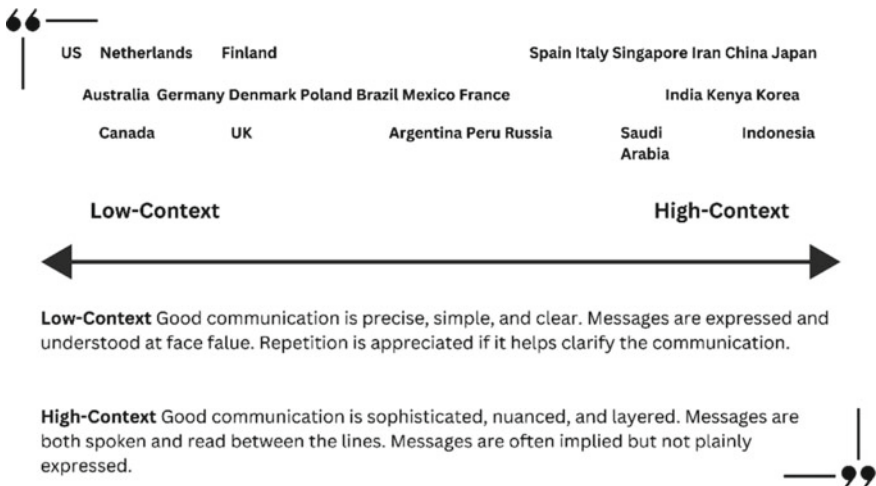 US Netherlands Finland Spain Italy Singapore Iran China Japan
Australia Germany Denmark Poland Brazil Mexico France India Kenya Korea
Canada UK Argentina Peru Russia Saudi Arabia Indonesia
Low-Context High-Context
Low-Context Good communication is precise, simple, and clear. Messages are expressed and
understood at face falue. Repetition is appreciated if it helps clarify the communication.
High-Context Good communication is sophisticated, nuanced, and layered. Messages are
both spoken and read between the lines. Messages are often implied but not plainly
expressed.